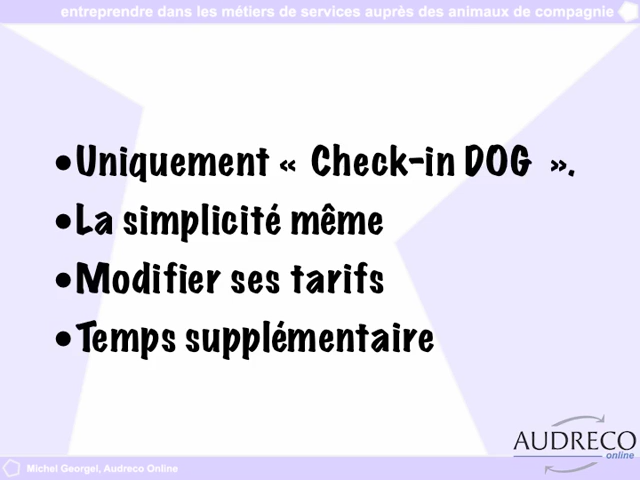 entreprendre dans les métiers de services auprès des animaux de compagnie
•Uniquement « Check-in DOG ».
•La simplicité même
•Modifier ses tarifs
•Temps supplémentaire
AUDRECO
online
Michel Georgel, Audreco Online